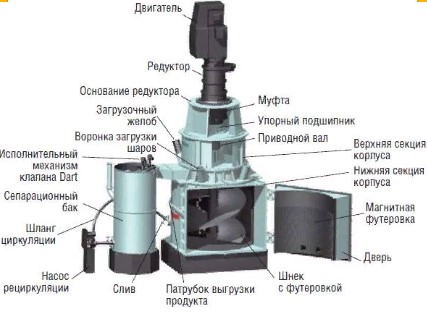 Двигатель
Редуктор
Основание редуктора
Муфта
Загрузочный
желоб
Упорный подшипник
Воронка загрузки
шаров
Приводной вал
Исполнительный
механизм
клапана Dart
Верхняя секция
корпуса
Нижняя секция
корпуса
Сепарационный
бак
Магнитная
футеровка
Шланг
циркуляции
Дверь
Насос
рециркуляции
Слив
Патрубок выгрузки
продукта
Шнек
с футеровкой